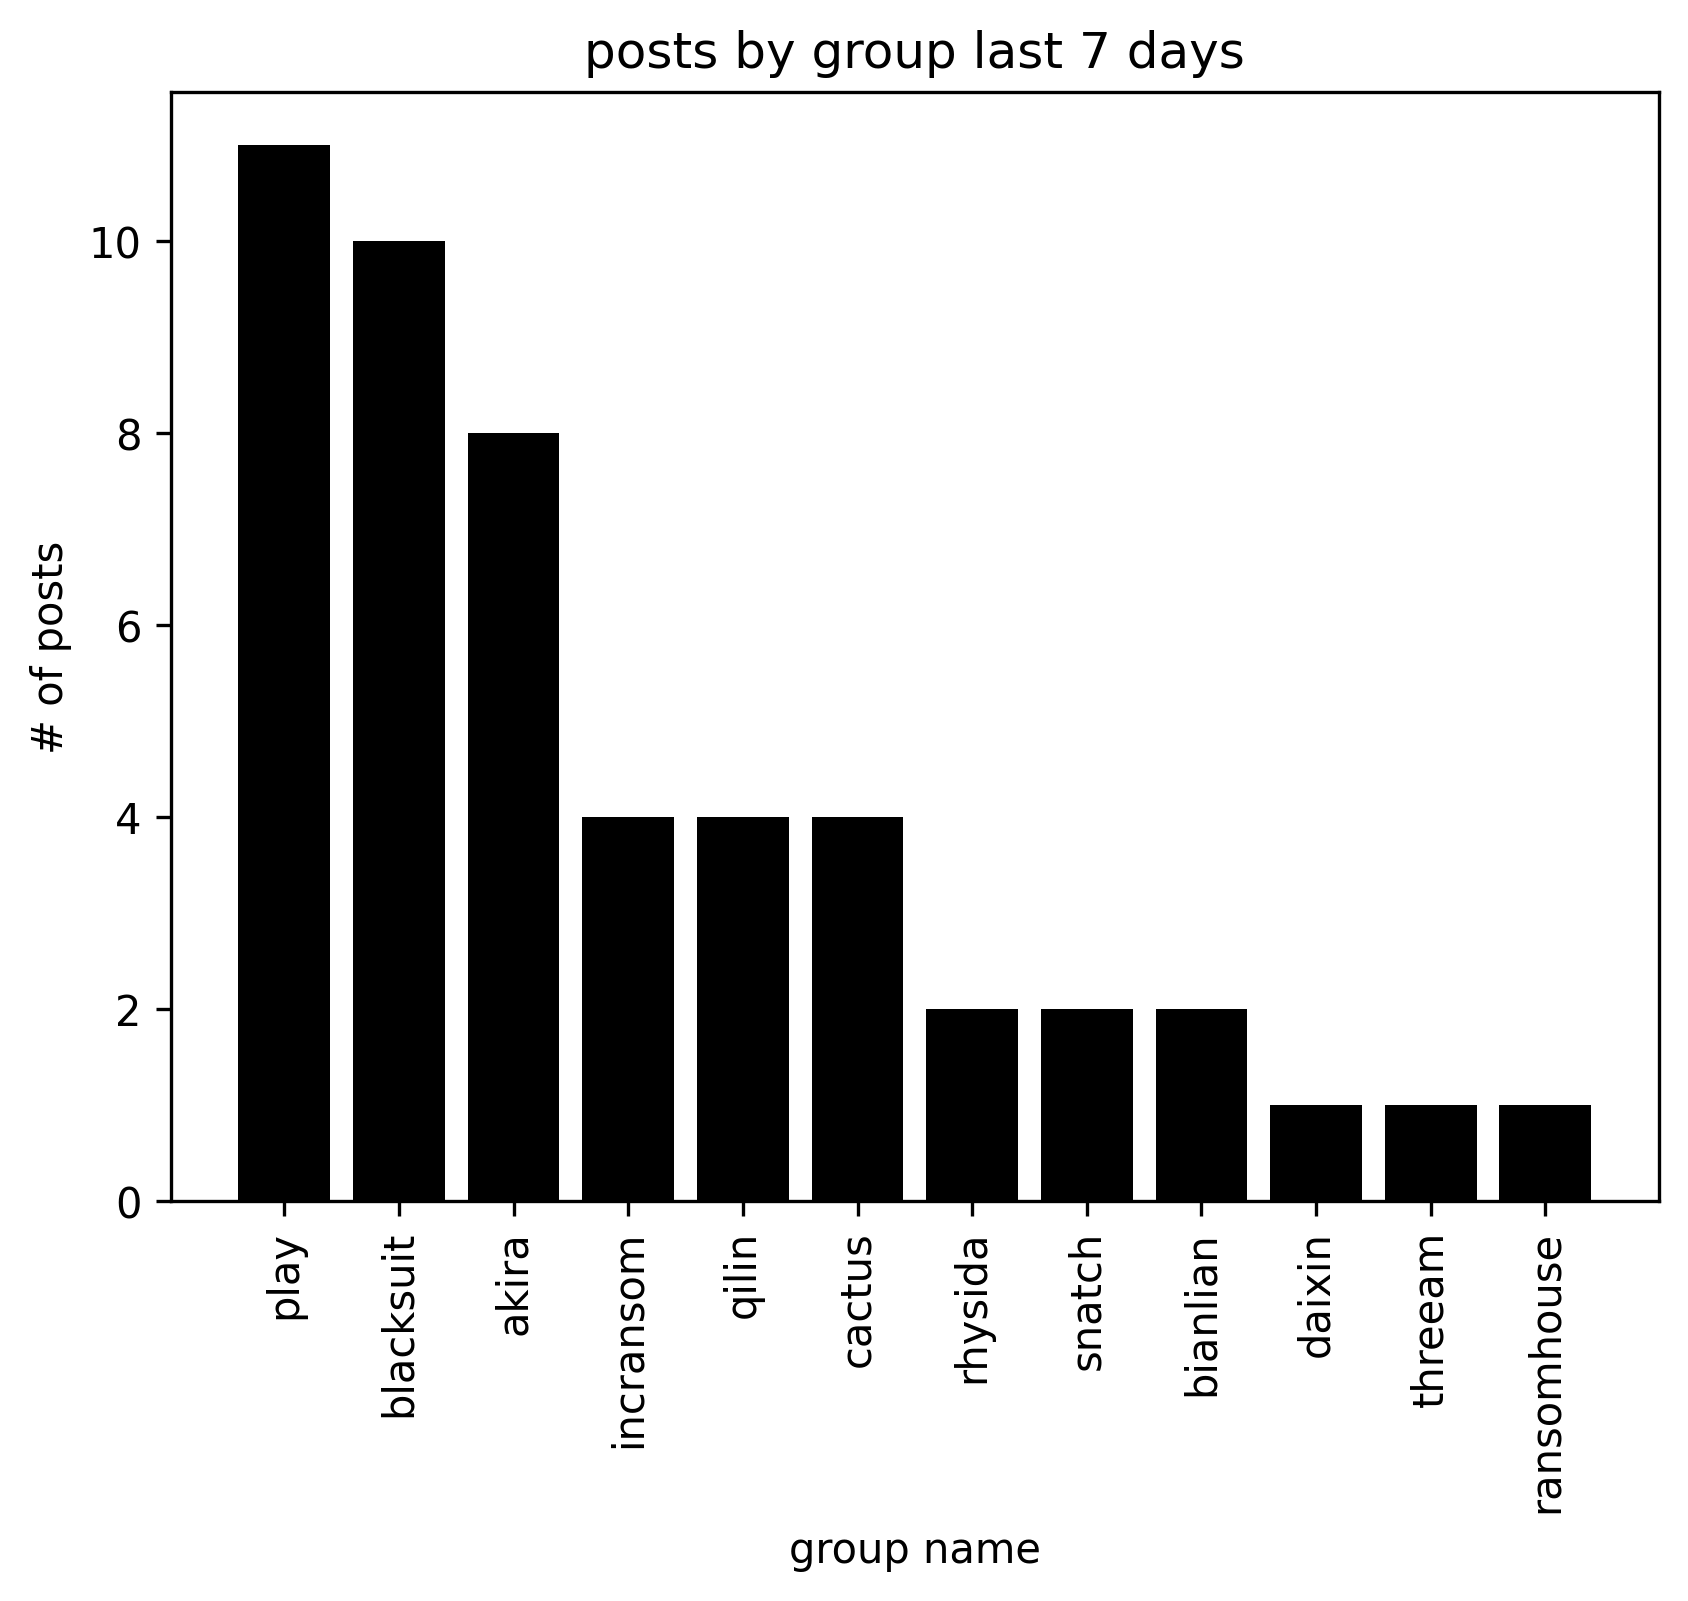 posts by group last 7 days
10
8
6
4
2
0
# of posts
play
blacksuit
akira
incransom
qilin
cactus
rhysida
snatch
bianlian
daixin
threeam
ransomhouse
group name